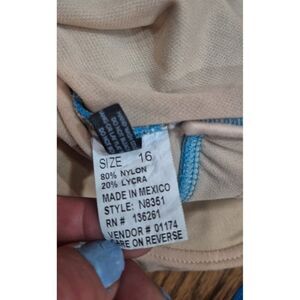 SIZE 16
80% NYLON
20% LYCRA
MADE IN MEXICO
STYLE: N8351
RN # 136261
VENDOR # 01174
CARE ON REVERSE